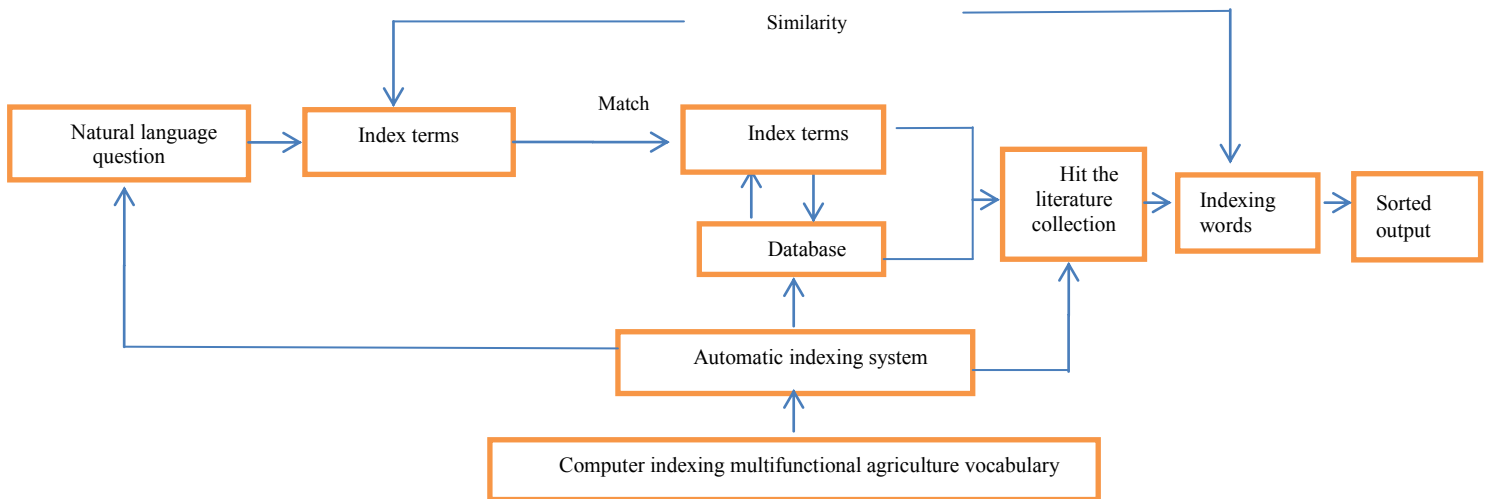 Similarity
Match
Natural language
question
Index terms
Index terms
Hit the
literature
collection
Indexing
words
Sorted
output
Database
Automatic indexing system
Computer indexing multifunctional agriculture vocabulary